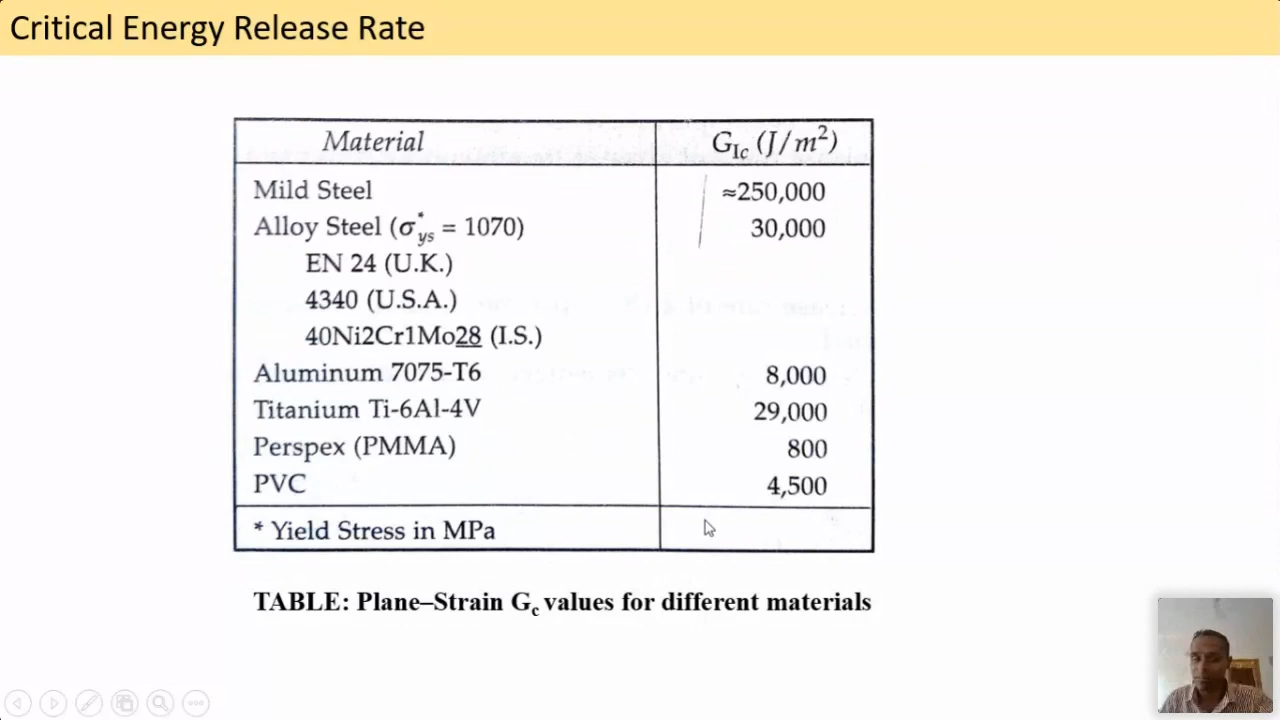 Critical Energy Release Rate
Material G_Ic (J/m²)
Mild Steel ≈250,000
Alloy Steel (σ*_ys = 1070) 30,000
EN 24 (U.K.)
4340 (U.S.A.)
40Ni2Cr1Mo28 (I.S.)
Aluminum 7075-T6 8,000
Titanium Ti-6Al-4V 29,000
Perspex (PMMA) 800
PVC 4,500
* Yield Stress in MPa
TABLE: Plane–Strain G_c values for different materials